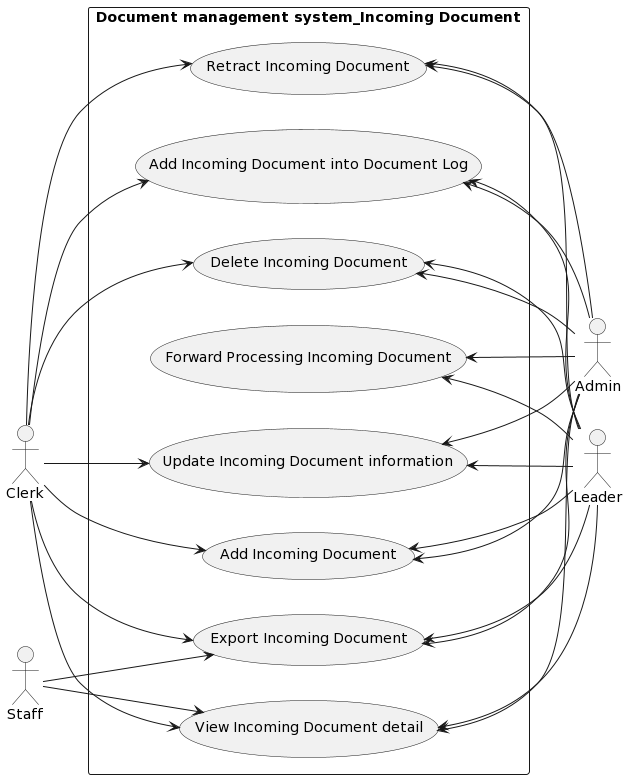 Document management system_Incoming Document
Retract Incoming Document
Add Incoming Document into Document Log
Delete Incoming Document
Forward Processing Incoming Document
Admin
Update Incoming Document information
Clerk
Leader
Add Incoming Document
Export Incoming Document
Staff
View Incoming Document detail